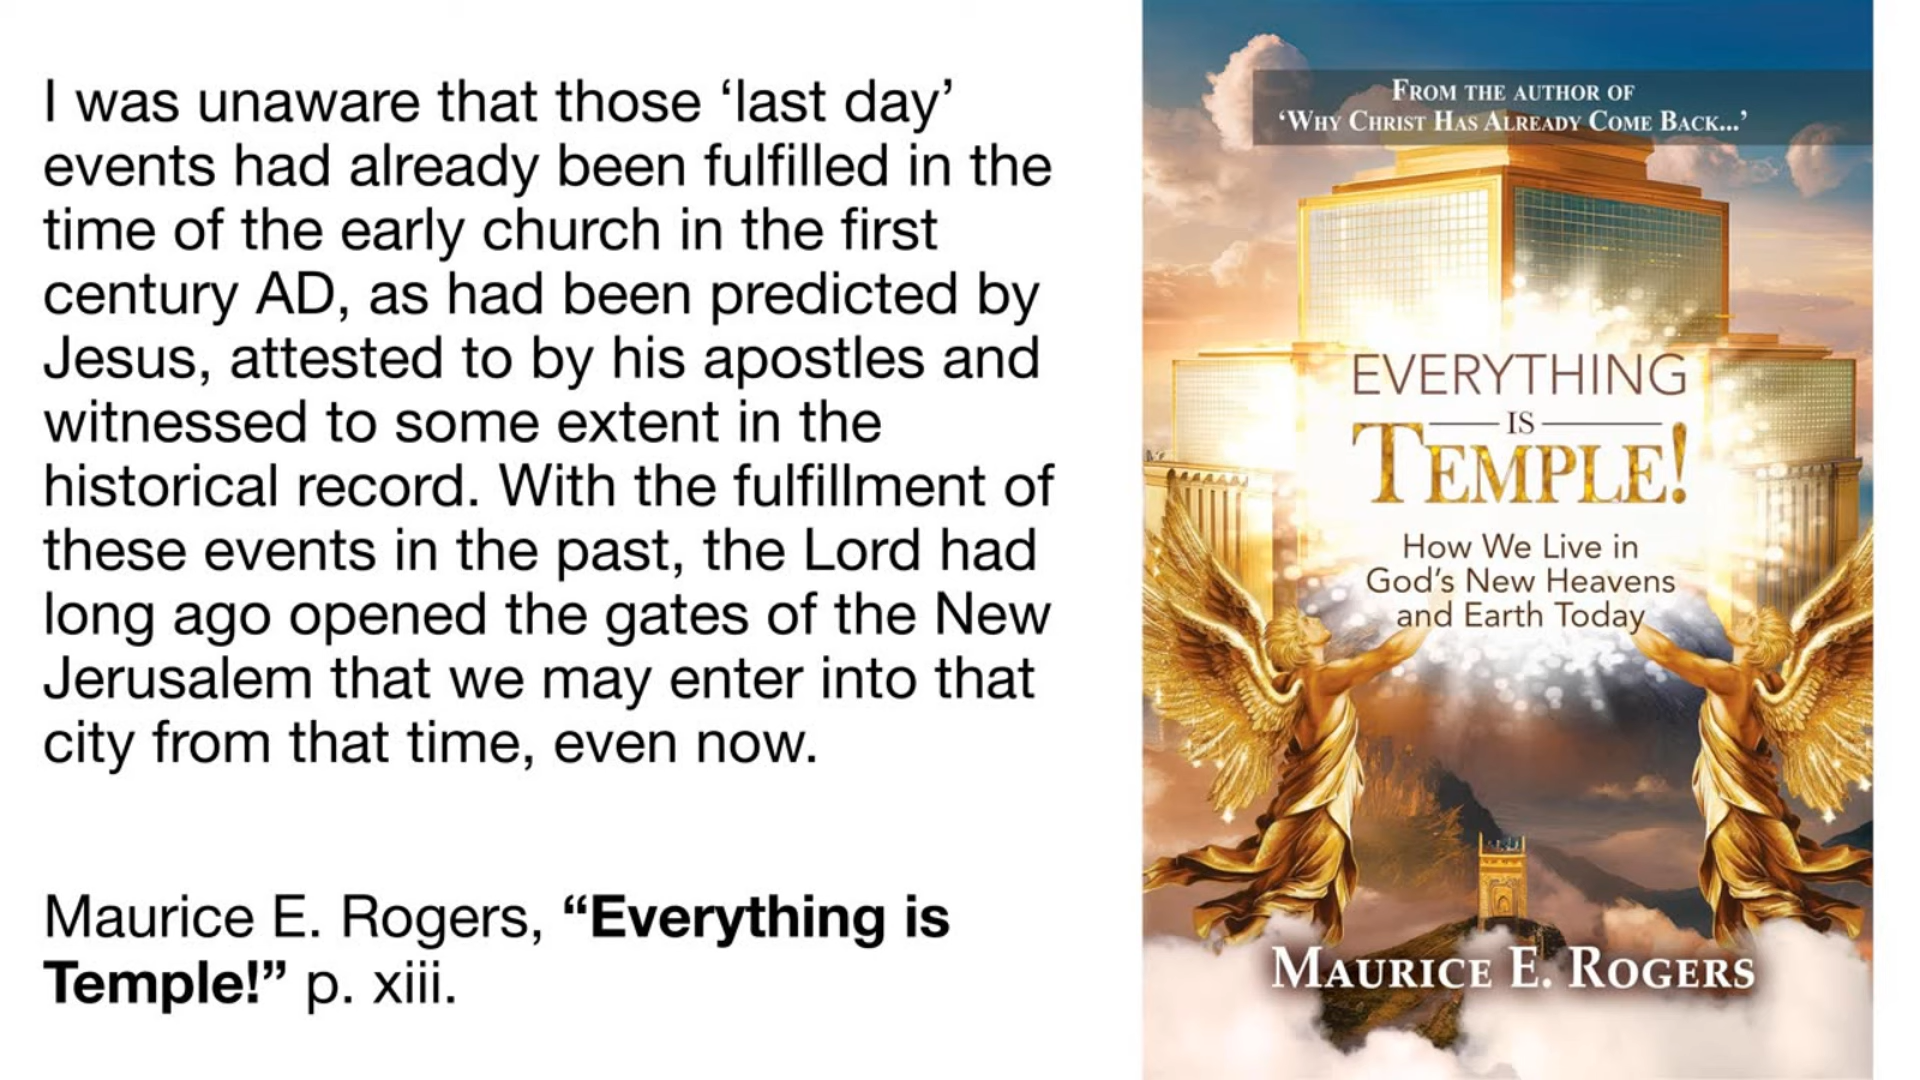 I was unaware that those ‘last day’
events had already been fulfilled in the
time of the early church in the first
century AD, as had been predicted by
Jesus, attested to by his apostles and
witnessed to some extent in the
historical record. With the fulfillment of
these events in the past, the Lord had
long ago opened the gates of the New
Jerusalem that we may enter into that
city from that time, even now.
Maurice E. Rogers, “Everything is
Temple!” p. xiii.
FROM THE AUTHOR OF
‘WHY CHRIST HAS ALREADY COME BACK...’
EVERYTHING
IS
TEMPLE!
How We Live in
God’s New Heavens
and Earth Today
MAURICE E. ROGERS